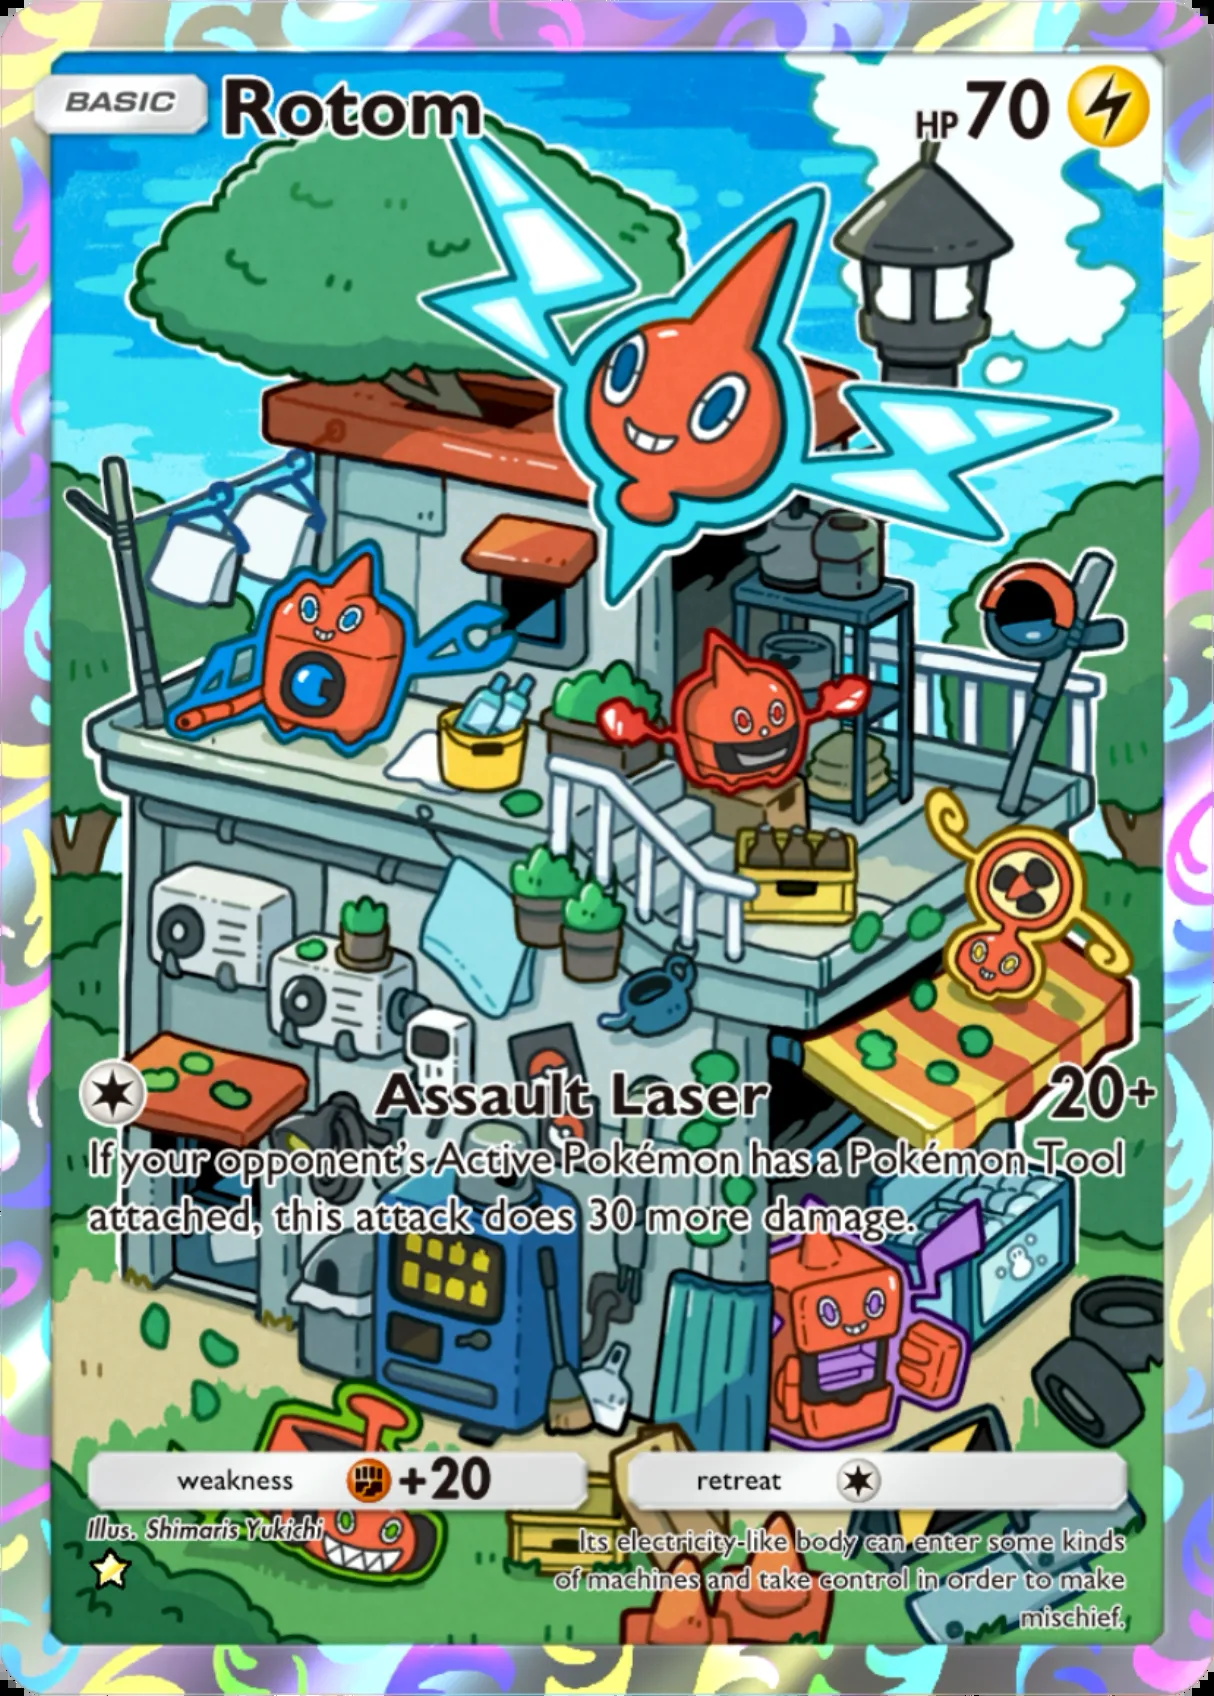 BASIC Rotom HP 70
Assault Laser 20+
If your opponent's Active Pokémon has a Pokémon Tool
attached, this attack does 30 more damage.
weakness +20 retreat
Illus. Shimaris Yukichi
Its electricity-like body can enter some kinds
of machines and take control in order to make
mischief.